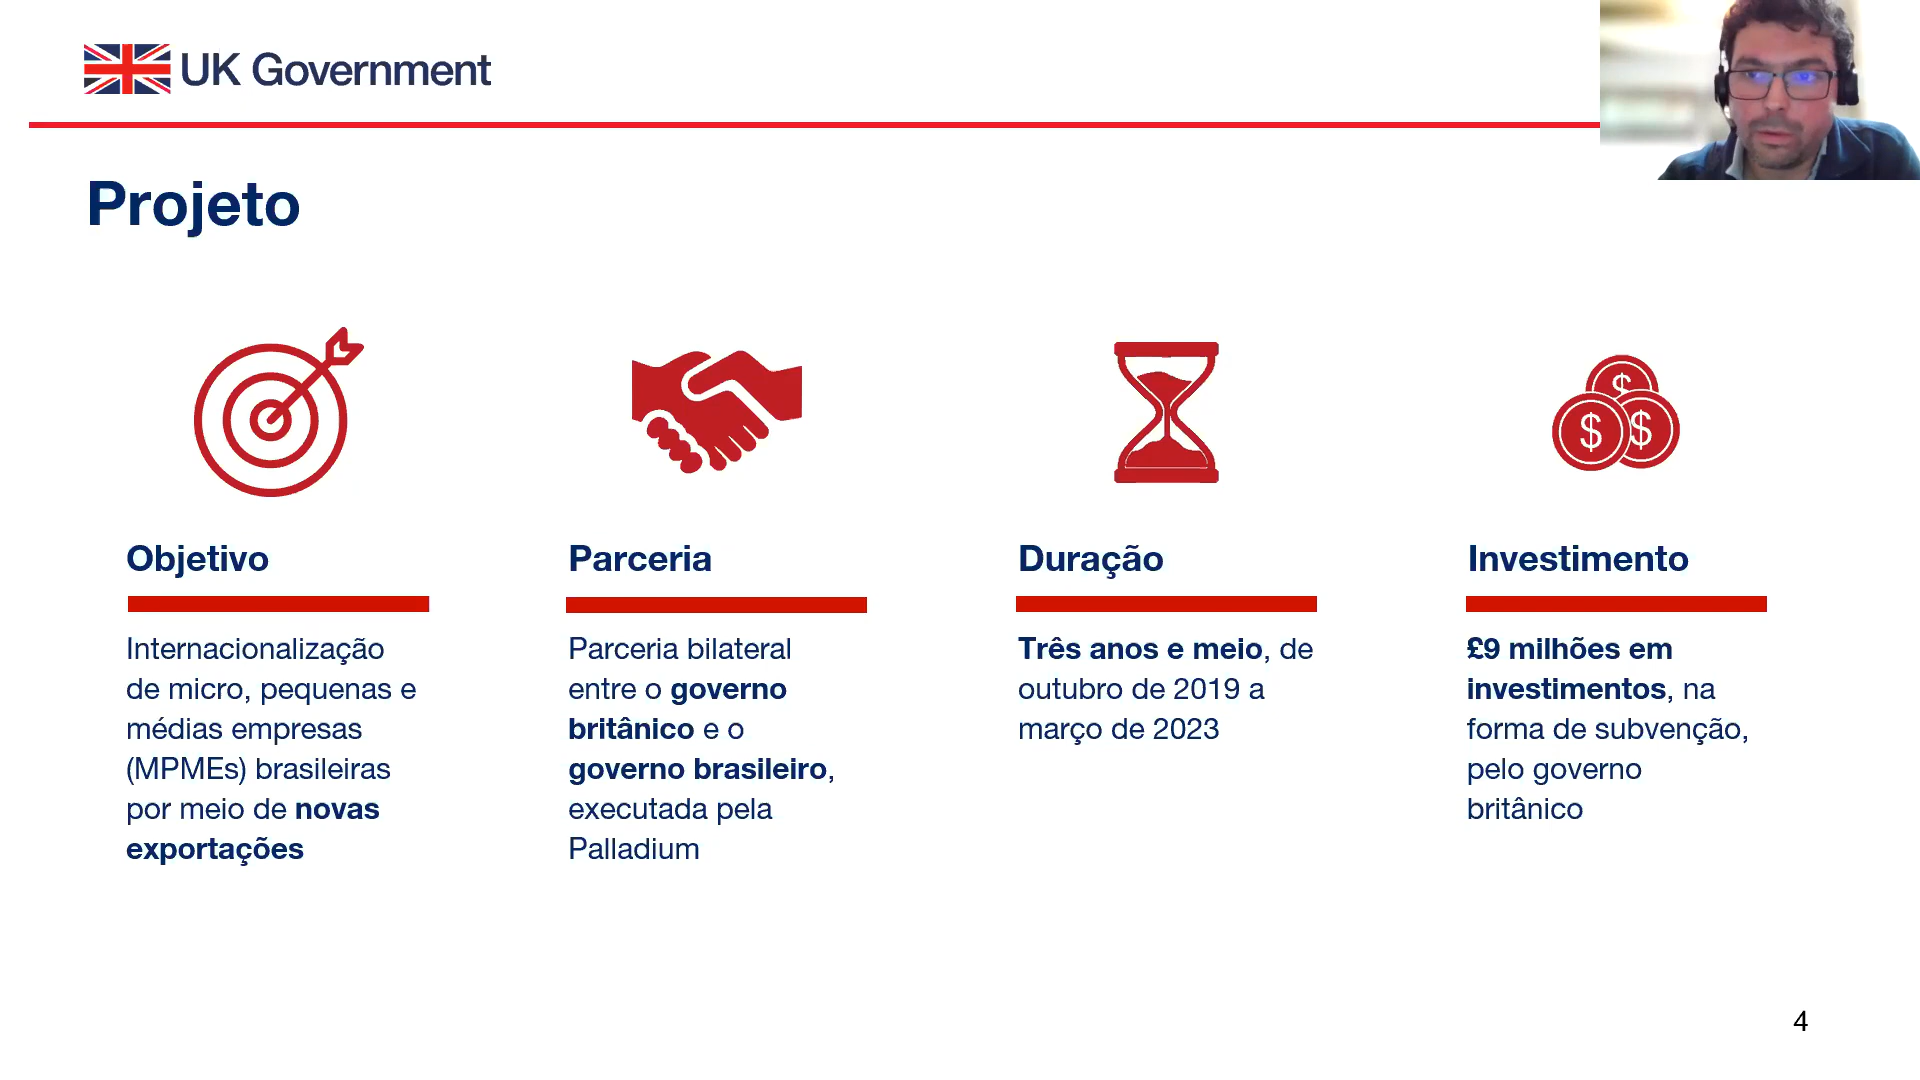 UK Government
Projeto
Objetivo
Internacionalização
de micro, pequenas e
médias empresas
(MPMEs) brasileiras
por meio de novas
exportações
Parceria
Parceria bilateral
entre o governo
britânico e o
governo brasileiro,
executada pela
Palladium
Duração
Três anos e meio, de
outubro de 2019 a
março de 2023
$
$
$
Investimento
£9 milhões em
investimentos, na
forma de subvenção,
pelo governo
britânico
4